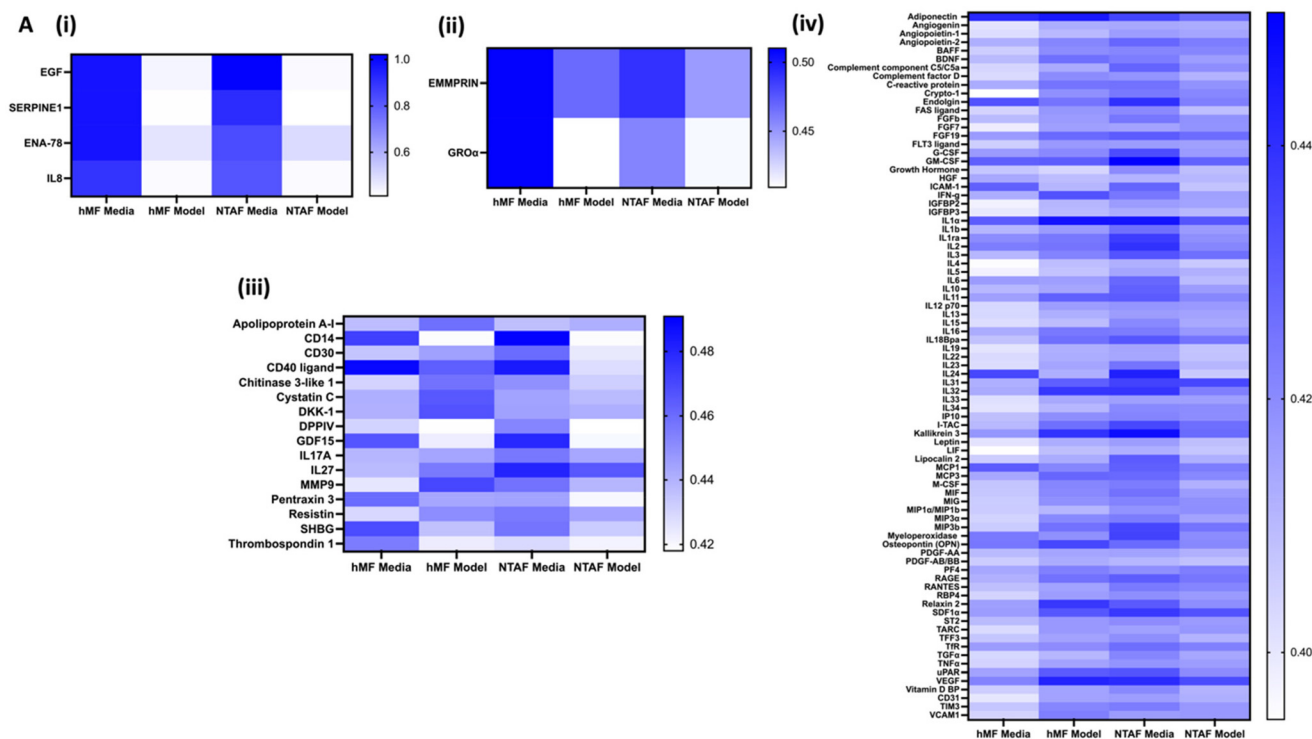 A (i)
EGF
SERPINE1
ENA-78
IL8
hMF Media hMF Model NTAF Media NTAF Model
1.0
0.8
0.6
(ii)
EMMPRIN
GROα
hMF Media hMF Model NTAF Media NTAF Model
0.50
0.45
(iii)
Apolipoprotein A-I
CD14
CD30
CD40 ligand
Chitinase 3-like 1
Cystatin C
DKK-1
DPPIV
GDF15
IL17A
IL27
MMP9
Pentraxin 3
Resistin
SHBG
Thrombospondin 1
hMF Media hMF Model NTAF Media NTAF Model
0.48
0.46
0.44
0.42
(iv)
Adiponectin
Angiogenin
Angiopoietin-1
Angiopoietin-2
BAFF
BDNF
Complement component C5/C5a
Complement factor D
C-reactive protein
Crypto-1
Endolgin
FAS ligand
FGFb
FGF7
FGF19
FLT3 ligand
G-CSF
GM-CSF
Growth Hormone
HGF
ICAM-1
IFN-g
IGFBP2
IGFBP3
IL1α
IL1b
IL1ra
IL2
IL3
IL4
IL5
IL6
IL10
IL11
IL12 p70
IL13
IL15
IL16
IL18Bpa
IL19
IL22
IL23
IL24
IL31
IL32
IL33
IL34
IP10
I-TAC
Kallikrein 3
Leptin
LIF
Lipocalin 2
MCP1
MCP3
M-CSF
MIF
MIG
MIP1α/MIP1b
MIP3α
MIP3b
Myeloperoxidase
Osteopontin (OPN)
PDGF-AA
PDGF-AB/BB
PF4
RAGE
RANTES
RBP4
Relaxin 2
SDF1α
ST2
TARC
TFF3
TfR
TGFα
TNFα
uPAR
VEGF
Vitamin D BP
CD31
TIM3
VCAM1
hMF Media hMF Model NTAF Media NTAF Model
0.44
0.42
0.40